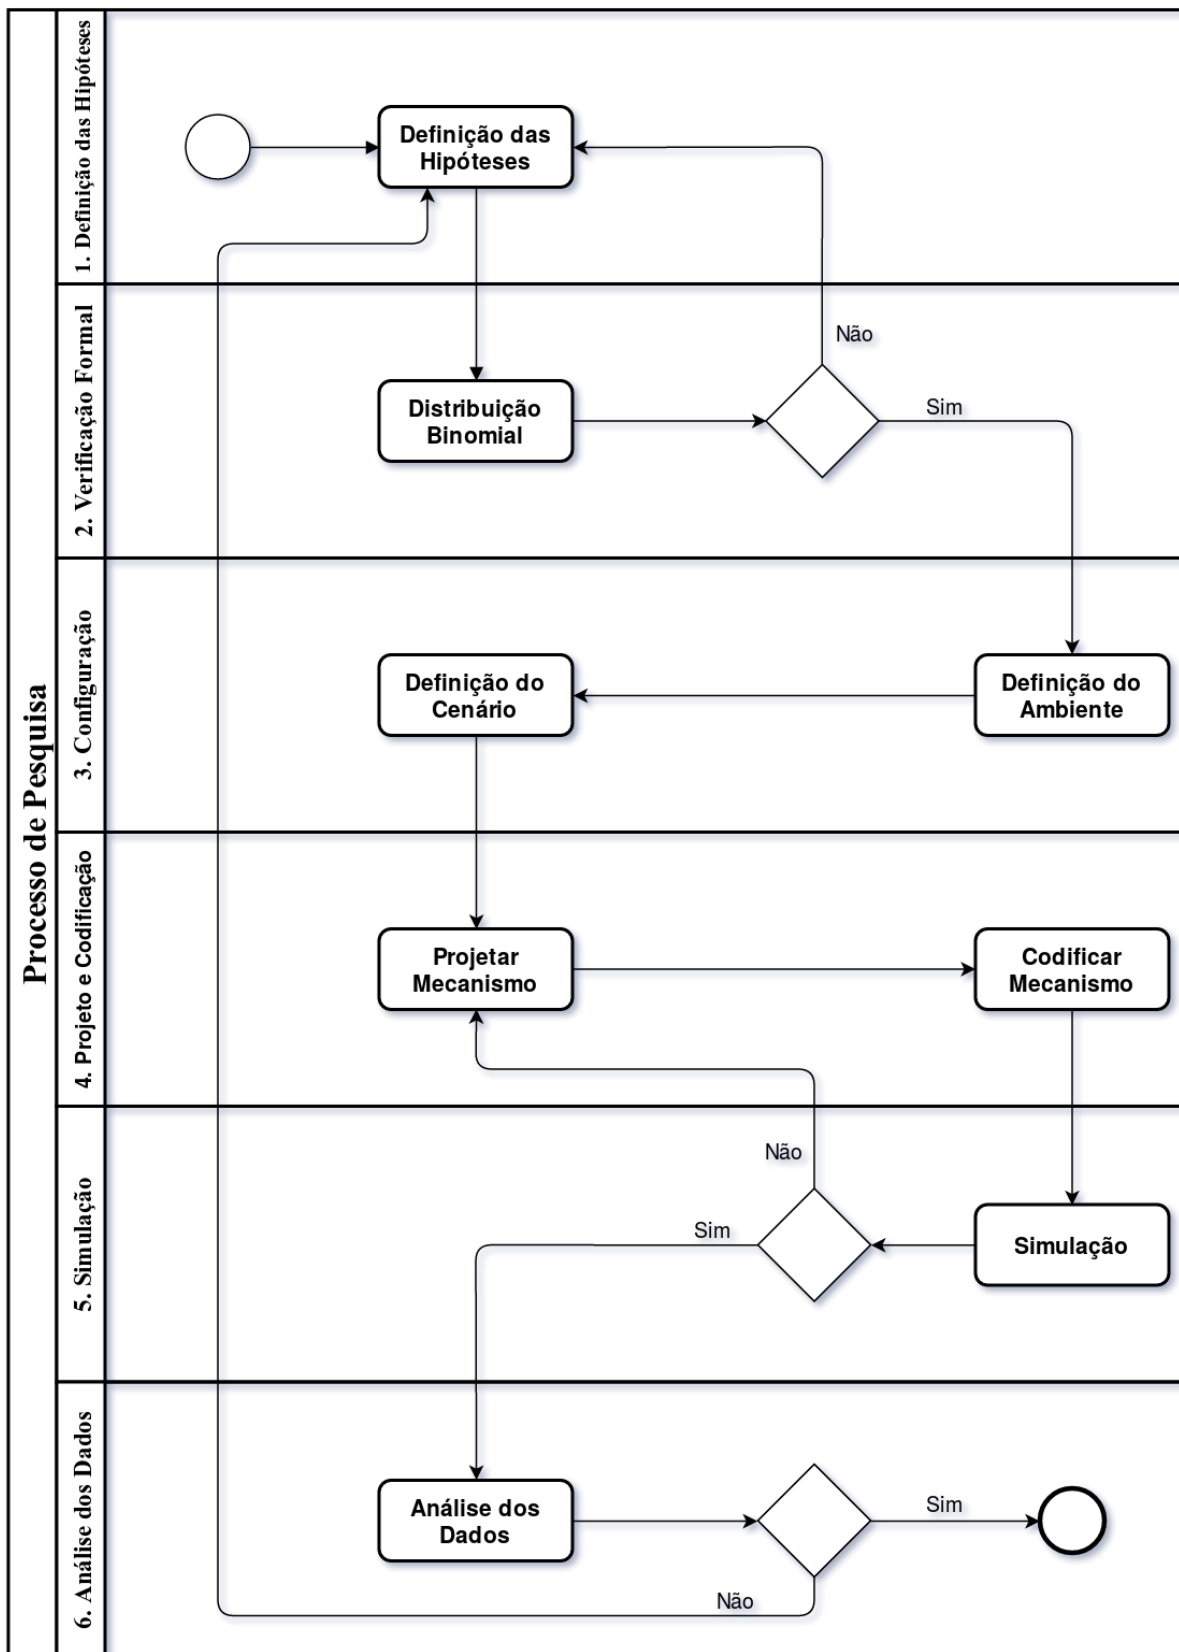 Processo de Pesquisa
1. Definição das Hipóteses
Definição das
Hipóteses
2. Verificação Formal
Não
Distribuição
Binomial
Sim
3. Configuração
Definição do
Cenário
Definição do
Ambiente
4. Projeto e Codificação
Projetar
Mecanismo
Codificar
Mecanismo
5. Simulação
Não
Sim
Simulação
6. Análise dos Dados
Análise dos
Dados
Sim
Não